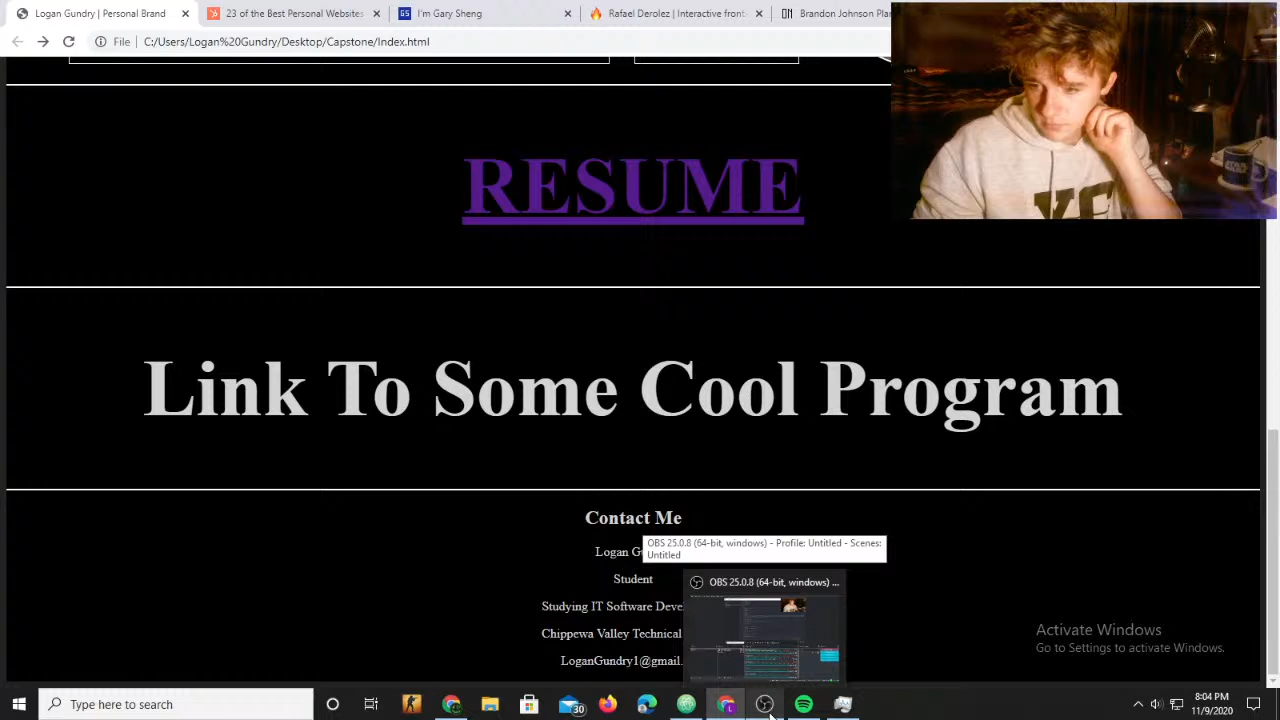 Logan Gundry | Personal Brand
23 of the Best Personal Websites
I'm Gary Sheng
Rafael Derolez | Interactive front
Brandon Johnson Plan
File | C:/Users/Logan%20Gundry/Desktop/Capstone/Index.html
RESUME
Link To Some Cool Program
Contact Me
Logan Gu
OBS 25.0.8 (64-bit, windows) - Profile: Untitled - Scenes:
Untitled
Student
OBS 25.0.8 (64-bit, windows) ...
Studying IT Software Deve
Chippewa Valley Technical
LoganGundry1@gmail.
Activate Windows
Go to Settings to activate Windows.
Type here to search
30
8:04 PM
11/9/2020